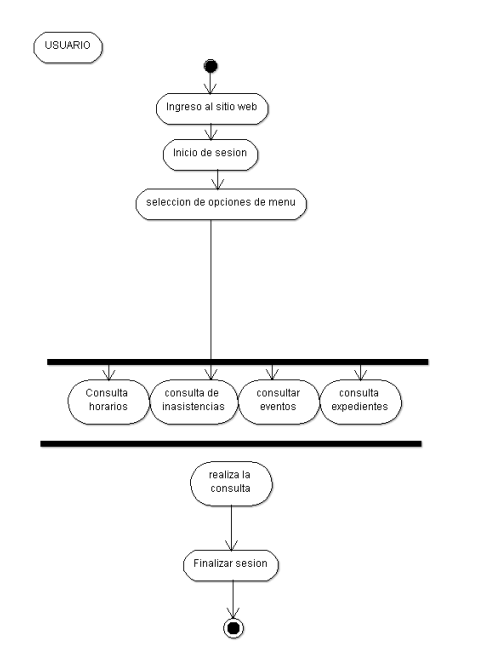 USUARIO
Ingreso al sitio web
Inicio de sesion
seleccion de opciones de menu
Consulta
horarios
consulta de
inasistencias
consultar
eventos
consulta
expedientes
realiza la
consulta
Finalizar sesion